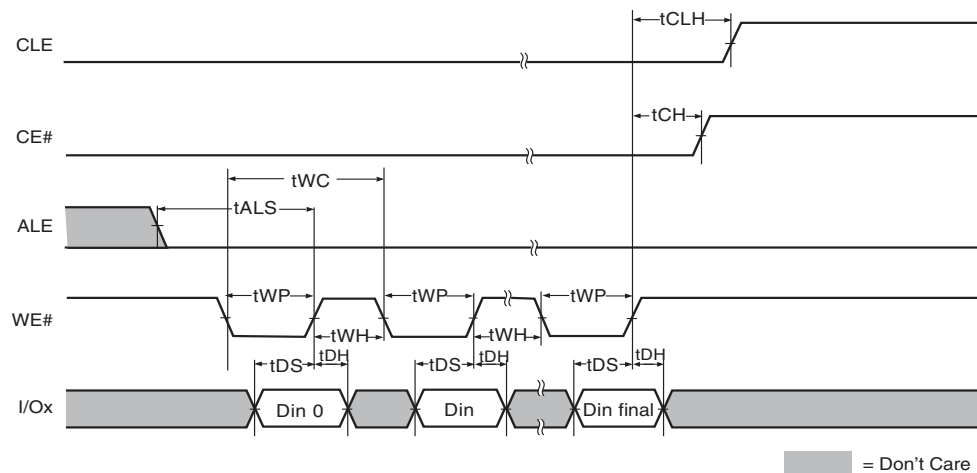 tCLH
CLE
tCH
CE#
tWC
tALS
ALE
tWP tWP tWP
WE#
tWH tWH
tDS tDH tDS tDH tDS tDH
I/Ox Din 0 Din Din final
= Don't Care